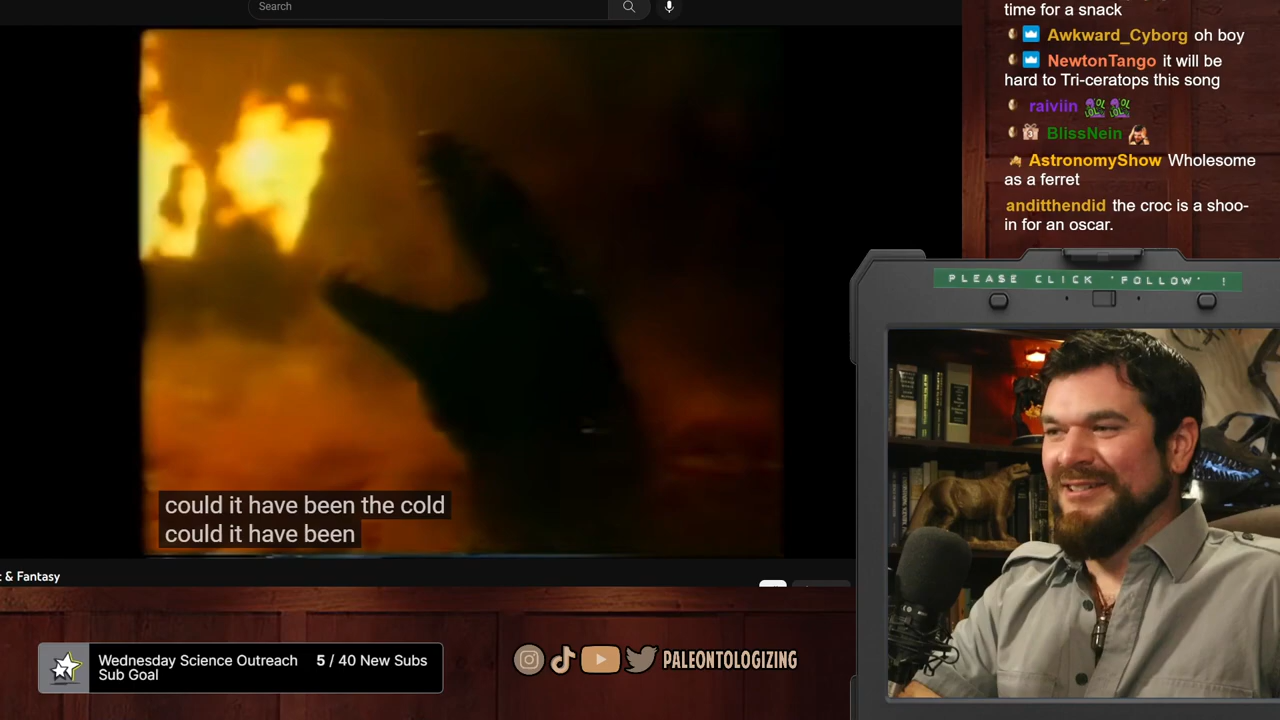 Search
could it have been the cold
could it have been
& Fantasy
time for a snack
Awkward_Cyborg oh boy
NewtonTango it will be
hard to Tri-ceratops this song
raiviin
BlissNein
AstronomyShow Wholesome
as a ferret
anditthendid the croc is a shoo-
in for an oscar.
PLEASE CLICK "FOLLOW" !
Wednesday Science Outreach 5 / 40 New Subs
Sub Goal
PALEONTOLOGIZING